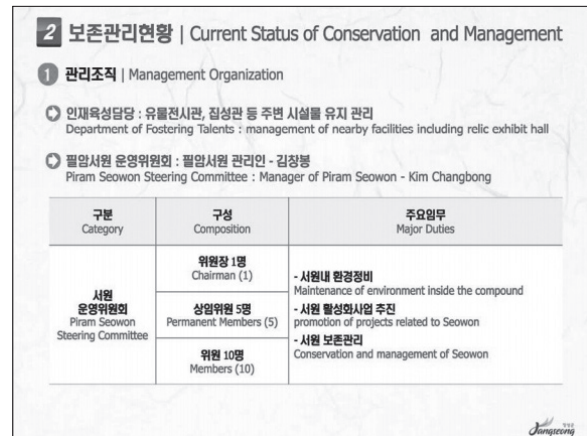 2 보존관리현황 | Current Status of Conservation and Management
1 관리조직 | Management Organization
인재육성담당 : 유물전시관, 집성관 등 주변 시설물 유지 관리
Department of Fostering Talents : management of nearby facilities including relic exhibit hall
필암서원 운영위원회 : 필암서원 관리인 - 김창봉
Piram Seowon Steering Committee : Manager of Piram Seowon - Kim Changbong
구분
Category
구성
Composition
주요임무
Major Duties
서원
운영위원회
Piram Seowon
Steering Committee
위원장 1명
Chairman (1)
상임위원 5명
Permanent Members (5)
위원 10명
Members (10)
- 서원내 환경정비
Maintenance of environment inside the compound
- 서원 활성화사업 추진
promotion of projects related to Seowon
- 서원 보존관리
Conservation and management of Seowon
장성군
Jangseong